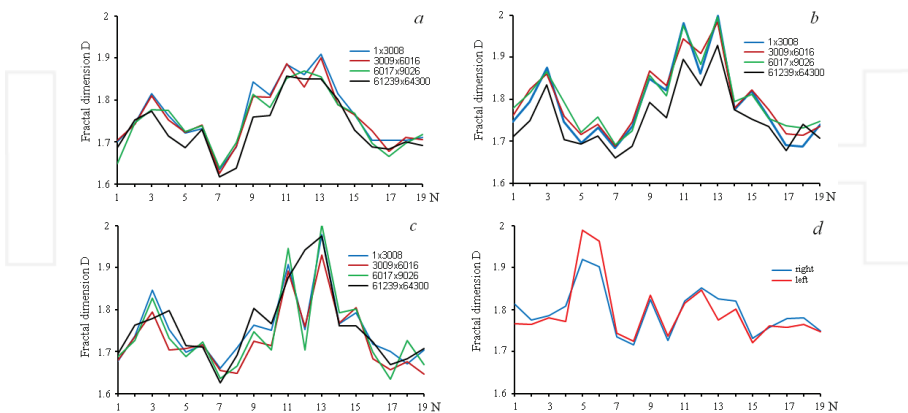 a
2
1.9
1.8
1.7
1.6
Fractal dimension D
1x3008
3009x6016
6017x9026
61239x64300
1 3 5 7 9 11 13 15 17 19 N
b
2
1.9
1.8
1.7
1.6
Fractal dimension D
1x3008
3009x6016
6017x9026
61239x64300
1 3 5 7 9 11 13 15 17 19 N
c
2
1.9
1.8
1.7
1.6
Fractal dimension D
1x3008
3009x6016
6017x9026
61239x64300
1 3 5 7 9 11 13 15 17 19 N
d
2
1.9
1.8
1.7
1.6
Fractal dimension D
right
left
1 3 5 7 9 11 13 15 17 19 N